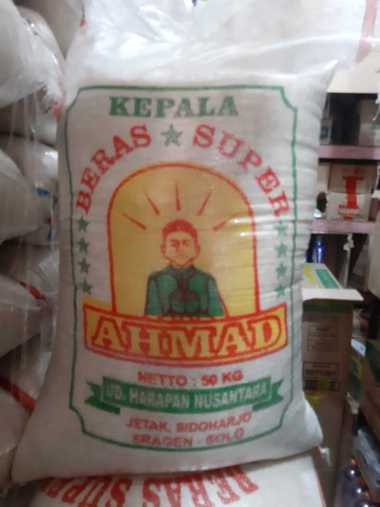 KEPALA
BERAS ★ SUPER
AHMAD
NETTO : 50 KG
UD. HARAPAN NUSANTARA
JETAK, SIDOHARJO
SRAGEN - SOLO
BERAS SUPER